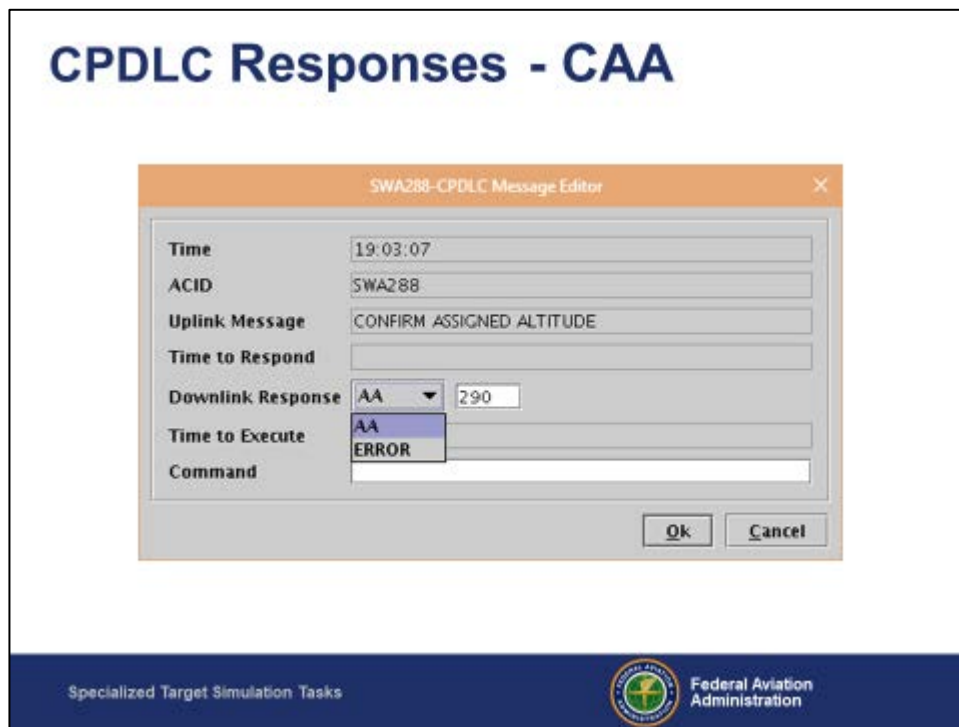 CPDLC Responses - CAA
SWA288-CPDLC Message Editor
Time 19:03:07
ACID SWA288
Uplink Message CONFIRM ASSIGNED ALTITUDE
Time to Respond
Downlink Response AA 290
AA
Time to Execute
ERROR
Command
Ok Cancel
Specialized Target Simulation Tasks
Federal Aviation
Administration